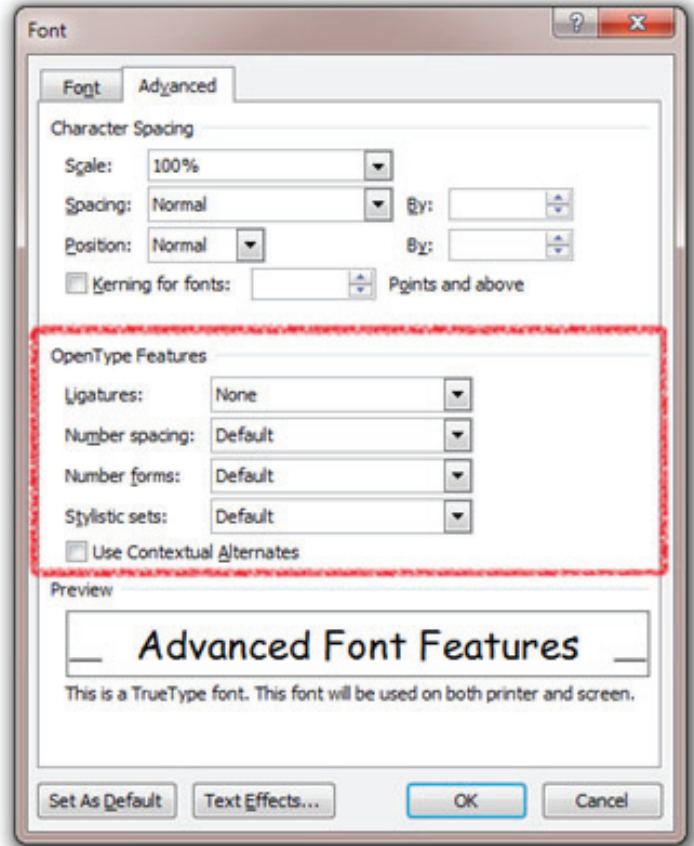 Font
Font Advanced
Character Spacing
Scale: 100%
Spacing: Normal By:
Position: Normal By:
Kerning for fonts: Points and above
OpenType Features
Ligatures: None
Number spacing: Default
Number forms: Default
Stylistic sets: Default
Use Contextual Alternates
Preview
Advanced Font Features
This is a TrueType font. This font will be used on both printer and screen.
Set As Default Text Effects... OK Cancel